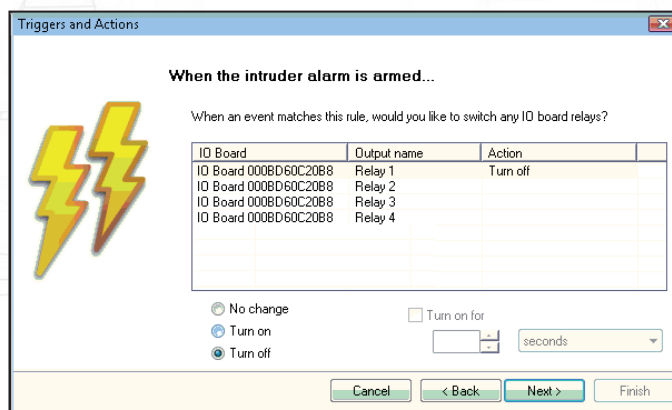 Triggers and Actions
When the intruder alarm is armed...
When an event matches this rule, would you like to switch any IO board relays?
IO Board Output name Action
IO Board 000BD60C20B8 Relay 1 Turn off
IO Board 000BD60C20B8 Relay 2
IO Board 000BD60C20B8 Relay 3
IO Board 000BD60C20B8 Relay 4
No change
Turn on for
Turn on
seconds
Turn off
Cancel < Back Next > Finish